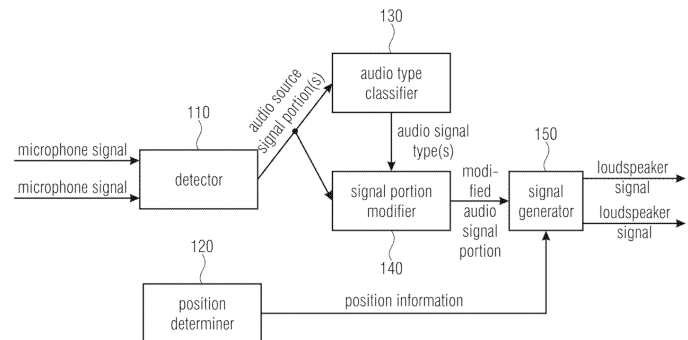 130
audio type
classifier
audio source
signal portion(s)
110
microphone signal
microphone signal
detector
audio signal
type(s)
150
signal portion
modifier
140
modi-
fied
audio
signal
portion
signal
generator
loudspeaker
signal
loudspeaker
signal
120
position
determiner
position information